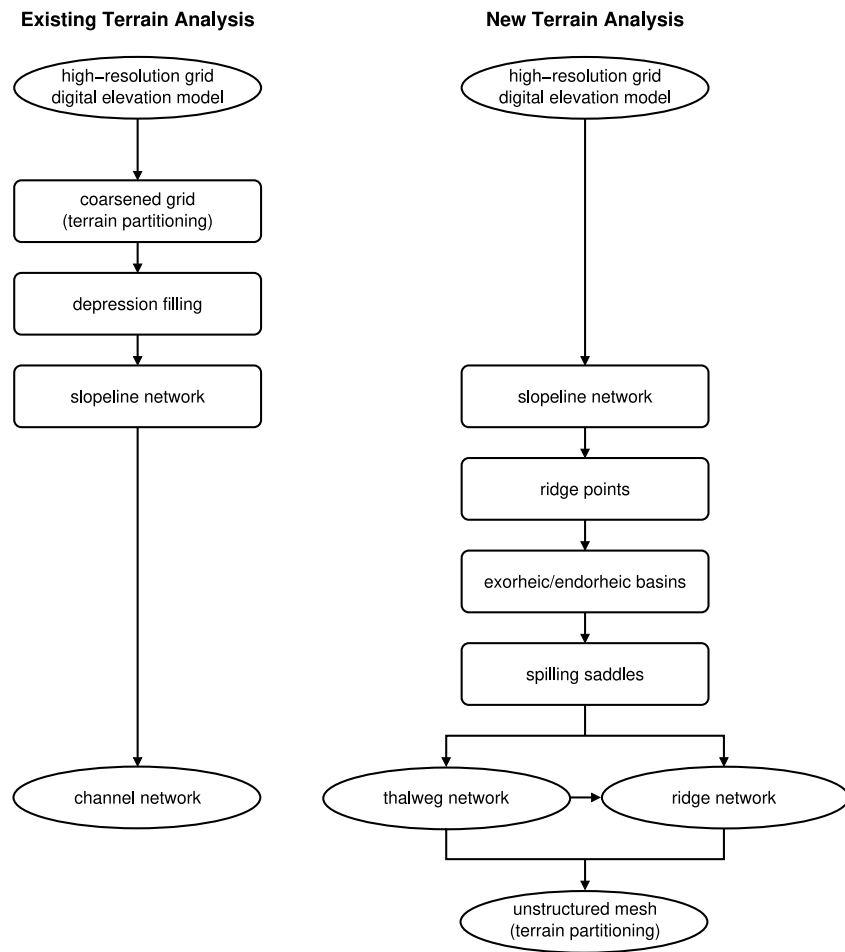 Existing Terrain Analysis
high−resolution grid
digital elevation model
coarsened grid
(terrain partitioning)
depression filling
slopeline network
channel network
New Terrain Analysis
high−resolution grid
digital elevation model
slopeline network
ridge points
exorheic/endorheic basins
spilling saddles
thalweg network
ridge network
unstructured mesh
(terrain partitioning)